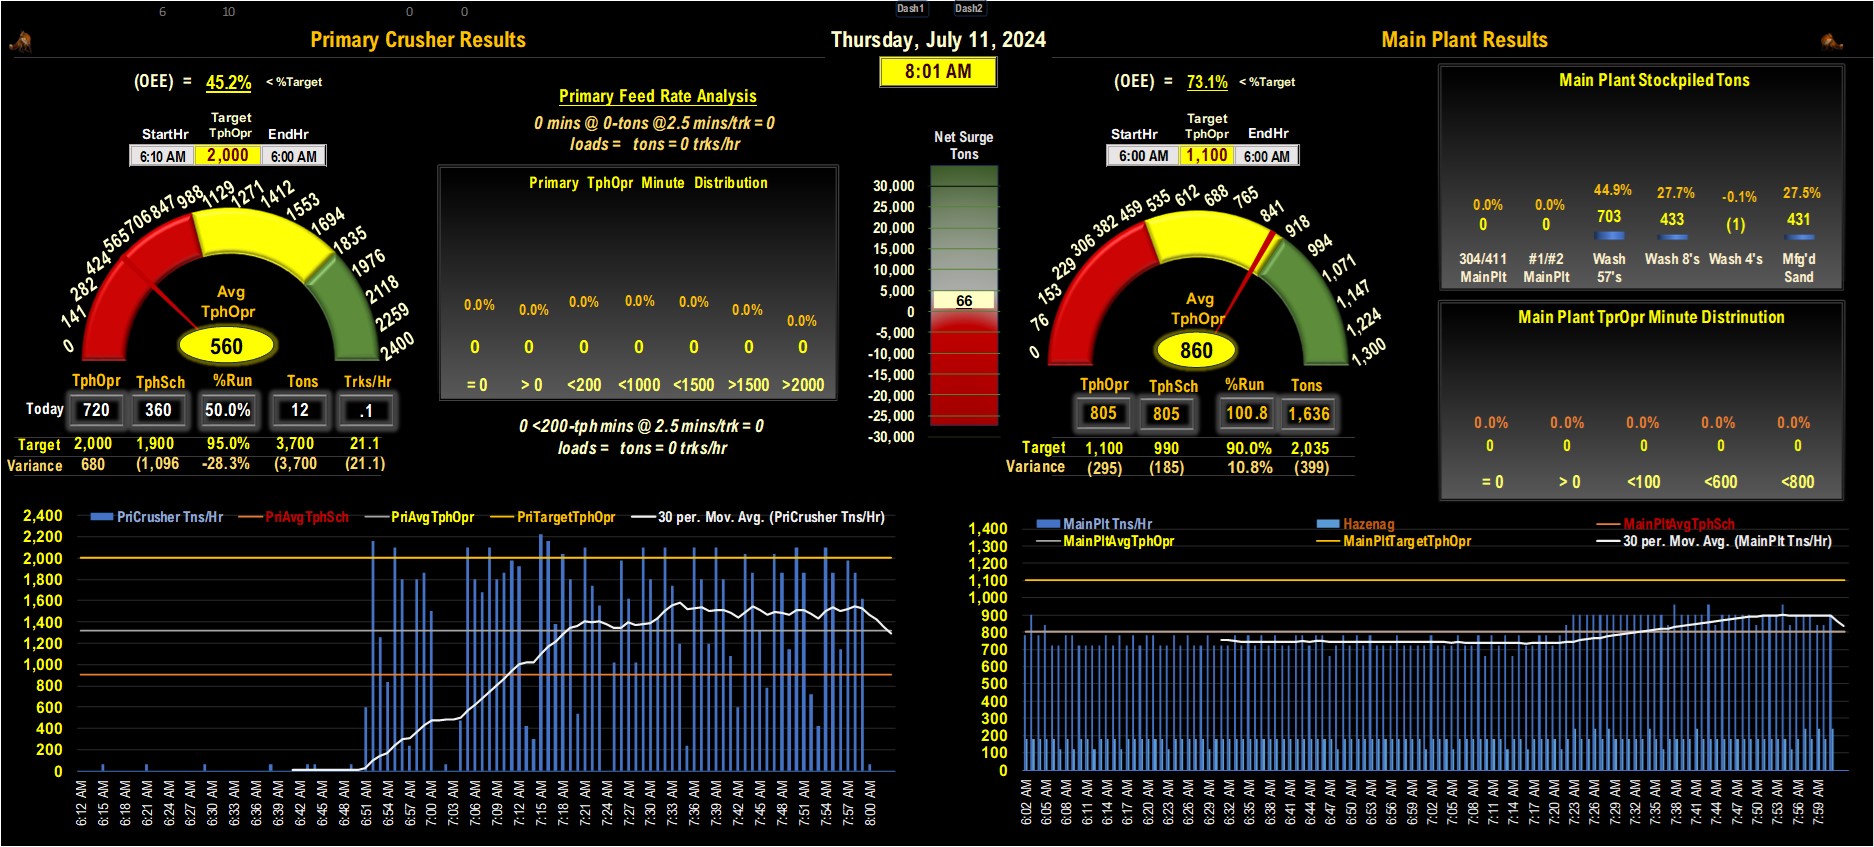 6 10 0 0 Dash1 Dash2
Primary Crusher Results
Thursday, July 11, 2024
Main Plant Results
8:01 AM
(OEE) = 45.2% < %Target
Target
StartHr TphOpr EndHr
6:10 AM 2,000 6:00 AM
0 141 282 424 565 706 847 988 1129 1271 1412 1553 1694 1835 1976 2118 2259 2400
Avg
TphOpr
560
TphOpr TphSch %Run Tons Trks/Hr
Today 720 360 50.0% 12 .1
Target 2,000 1,900 95.0% 3,700 21.1
Variance 680 (1,096 -28.3% (3,700 (21.1)
Primary Feed Rate Analysis
0 mins @ 0-tons @2.5 mins/trk = 0
loads = tons = 0 trks/hr
Primary TphOpr Minute Distribution
0.0% 0.0% 0.0% 0.0% 0.0% 0.0% 0.0%
0 0 0 0 0 0 0
= 0 > 0 <200 <1000 <1500 >1500 >2000
0 <200-tph mins @ 2.5 mins/trk = 0
loads = tons = 0 trks/hr
Net Surge
Tons
30,000
25,000
20,000
15,000
10,000
5,000
66
0
-5,000
-10,000
-15,000
-20,000
-25,000
-30,000
(OEE) = 73.1% < %Target
Target
StartHr TphOpr EndHr
6:00 AM 1,100 6:00 AM
0 76 153 229 306 382 459 535 612 688 765 841 918 994 1,071 1,147 1,224 1,300
Avg
TphOpr
860
TphOpr TphSch %Run Tons
805 805 100.8 1,636
Target 1,100 990 90.0% 2,035
Variance (295) (185) 10.8% (399)
Main Plant Stockpiled Tons
0.0% 0.0% 44.9% 27.7% -0.1% 27.5%
0 0 703 433 (1) 431
304/411 #1/#2 Wash Wash 8's Wash 4's Mfg'd
MainPlt MainPlt 57's Sand
Main Plant TprOpr Minute Distrinution
0.0% 0.0% 0.0% 0.0% 0.0%
0 0 0 0 0
= 0 > 0 <100 <600 <800
PriCrusher Tns/Hr PriAvgTphSch PriAvgTphOpr PriTargetTphOpr 30 per. Mov. Avg. (PriCrusher Tns/Hr)
2,400
2,200
2,000
1,800
1,600
1,400
1,200
1,000
800
600
400
200
0
6:12 AM 6:15 AM 6:18 AM 6:21 AM 6:24 AM 6:27 AM 6:30 AM 6:33 AM 6:36 AM 6:39 AM 6:42 AM 6:45 AM 6:48 AM 6:51 AM 6:54 AM 6:57 AM 7:00 AM 7:03 AM 7:06 AM 7:09 AM 7:12 AM 7:15 AM 7:18 AM 7:21 AM 7:24 AM 7:27 AM 7:30 AM 7:33 AM 7:36 AM 7:39 AM 7:42 AM 7:45 AM 7:48 AM 7:51 AM 7:54 AM 7:57 AM 8:00 AM
MainPlt Tns/Hr Hazenag MainPltAvgTphSch
MainPltAvgTphOpr MainPltTargetTphOpr 30 per. Mov. Avg. (MainPlt Tns/Hr)
1,400
1,300
1,200
1,100
1,000
900
800
700
600
500
400
300
200
100
0
6:02 AM 6:05 AM 6:08 AM 6:11 AM 6:14 AM 6:17 AM 6:20 AM 6:23 AM 6:26 AM 6:29 AM 6:32 AM 6:35 AM 6:38 AM 6:41 AM 6:44 AM 6:47 AM 6:50 AM 6:53 AM 6:56 AM 6:59 AM 7:02 AM 7:05 AM 7:08 AM 7:11 AM 7:14 AM 7:17 AM 7:20 AM 7:23 AM 7:26 AM 7:29 AM 7:32 AM 7:35 AM 7:38 AM 7:41 AM 7:44 AM 7:47 AM 7:50 AM 7:53 AM 7:56 AM 7:59 AM